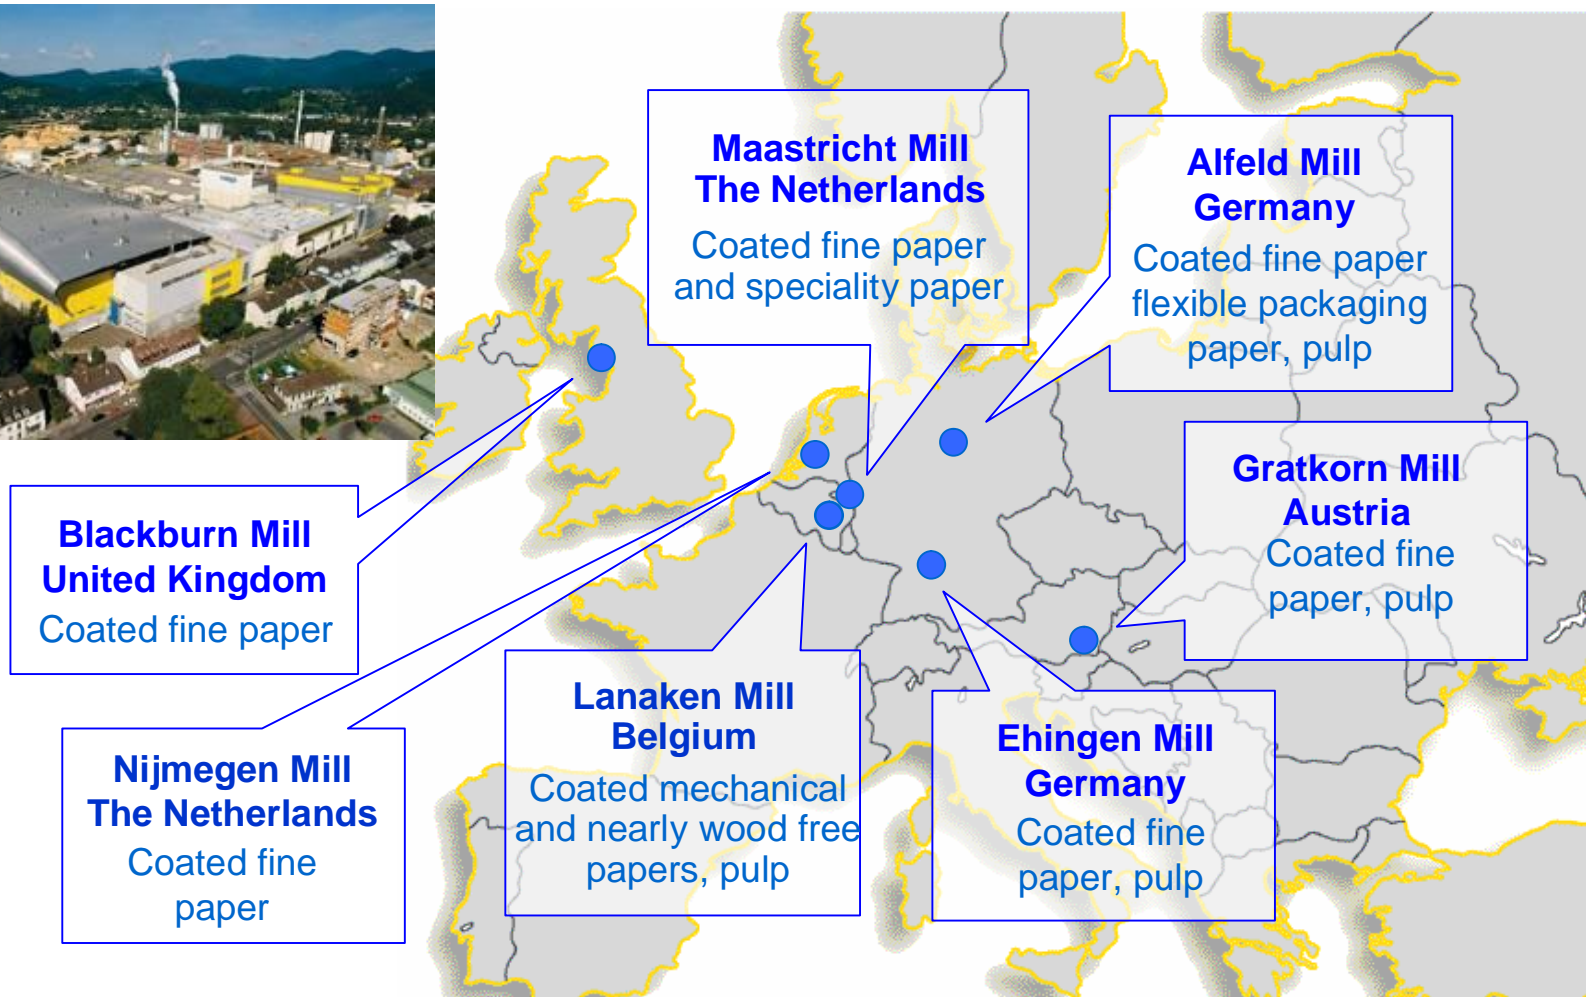 Maastricht Mill
The Netherlands
Coated fine paper
and speciality paper
Alfeld Mill
Germany
Coated fine paper
flexible packaging
paper, pulp
Gratkorn Mill
Austria
Coated fine
paper, pulp
Blackburn Mill
United Kingdom
Coated fine paper
Lanaken Mill
Belgium
Coated mechanical
and nearly wood free
papers, pulp
Ehingen Mill
Germany
Coated fine
paper, pulp
Nijmegen Mill
The Netherlands
Coated fine
paper